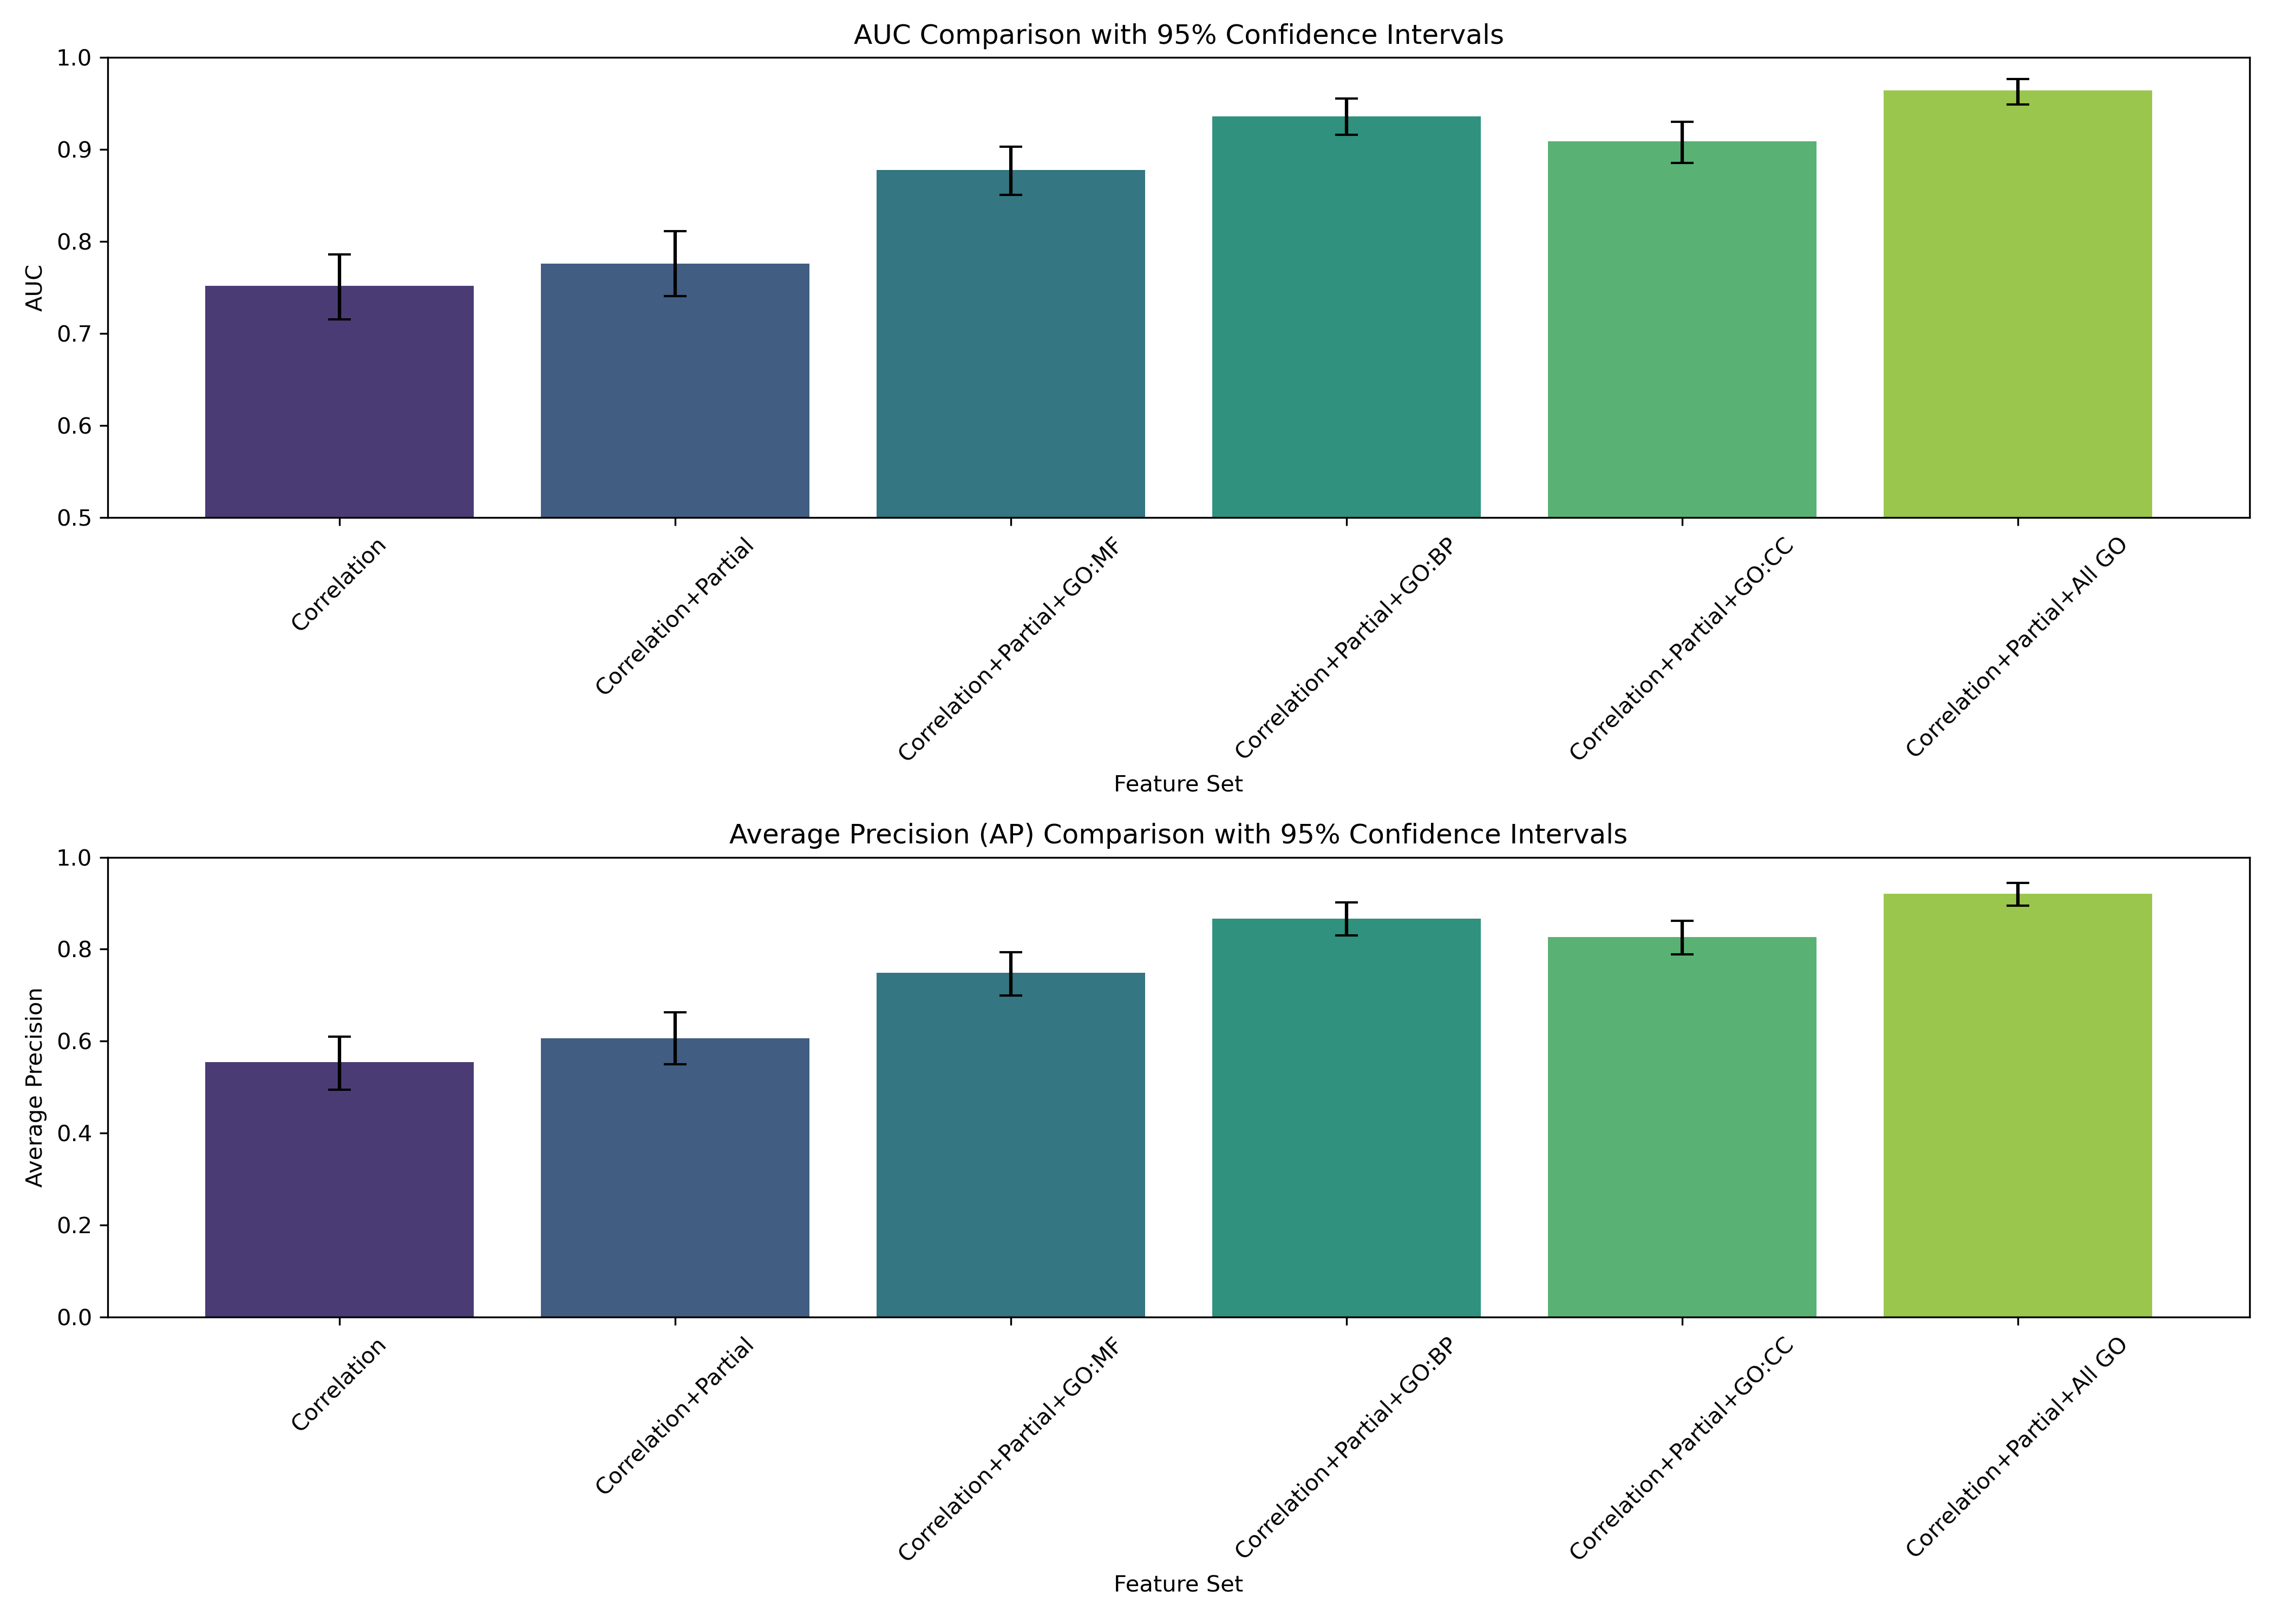 AUC Comparison with 95% Confidence Intervals
1.0
0.9
0.8
0.7
0.6
0.5
AUC
Correlation
Correlation+Partial
Correlation+Partial+GO:MF
Correlation+Partial+GO:BP
Correlation+Partial+GO:CC
Correlation+Partial+All GO
Feature Set
Average Precision (AP) Comparison with 95% Confidence Intervals
1.0
0.8
0.6
0.4
0.2
0.0
Average Precision
Correlation
Correlation+Partial
Correlation+Partial+GO:MF
Correlation+Partial+GO:BP
Correlation+Partial+GO:CC
Correlation+Partial+All GO
Feature Set